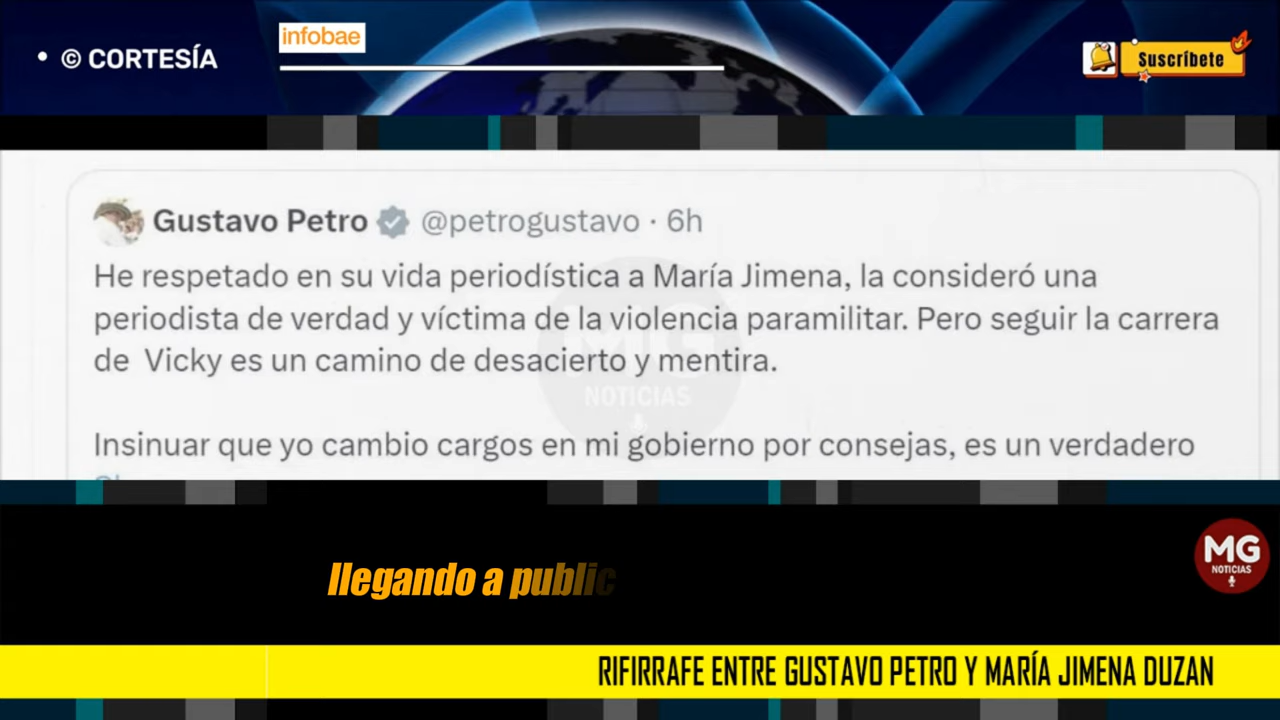 infobae
• © CORTESÍA
Suscríbete
Gustavo Petro @petrogustavo · 6h
He respetado en su vida periodística a María Jimena, la consideró una
periodista de verdad y víctima de la violencia paramilitar. Pero seguir la carrera
de Vicky es un camino de desacierto y mentira.
MG
NOTICIAS
Insinuar que yo cambio cargos en mi gobierno por consejas, es un verdadero
llegando a public
MG
NOTICIAS
RIFIRRAFE ENTRE GUSTAVO PETRO Y MARÍA JIMENA DUZAN